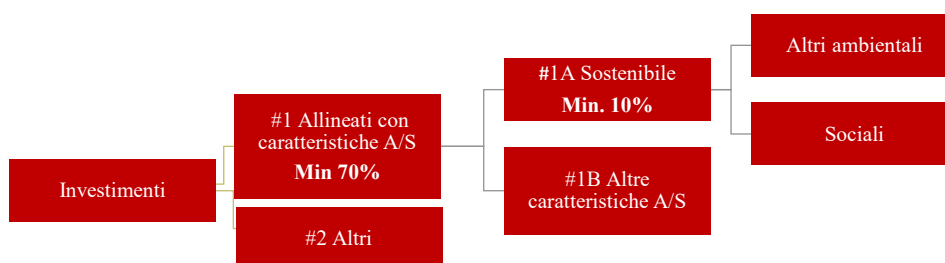 Investimenti
#1 Allineati con
caratteristiche A/S
Min 70%
#2 Altri
#1A Sostenibile
Min. 10%
#1B Altre
caratteristiche A/S
Altri ambientali
Sociali